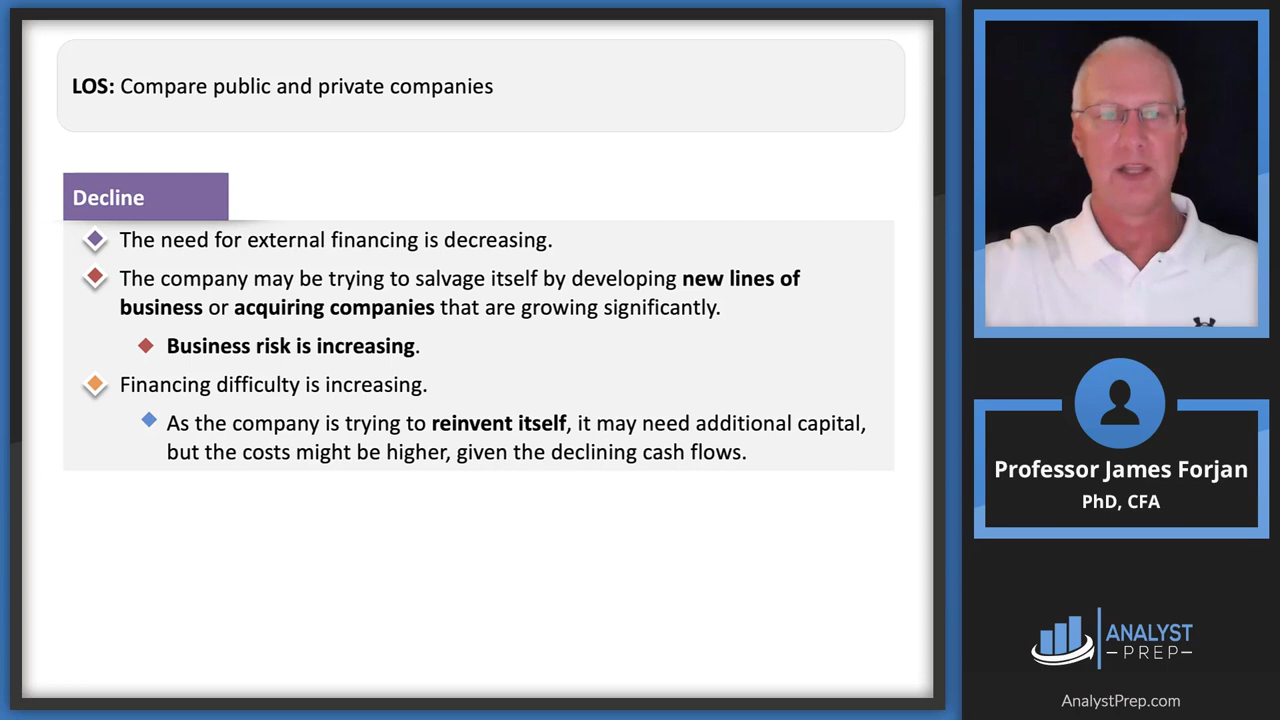 LOS: Compare public and private companies
Decline
The need for external financing is decreasing.
The company may be trying to salvage itself by developing new lines of
business or acquiring companies that are growing significantly.
Business risk is increasing.
Financing difficulty is increasing.
As the company is trying to reinvent itself, it may need additional capital,
but the costs might be higher, given the declining cash flows.
Professor James Forjan
PhD, CFA
ANALYST
PREP
AnalystPrep.com